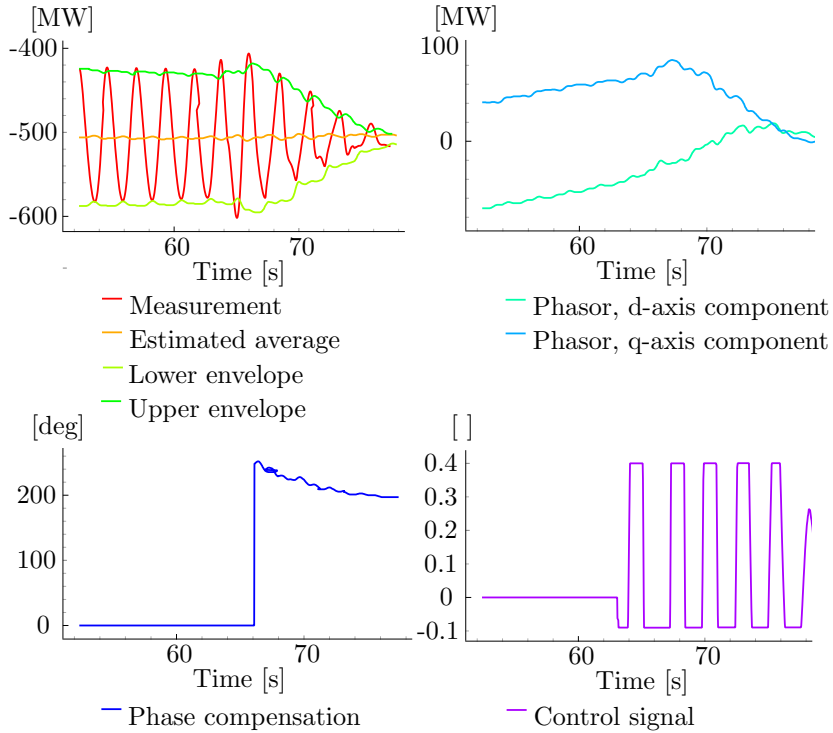 [MW]
-400
-500
-600
60
70
Time [s]
Measurement
Estimated average
Lower envelope
Upper envelope
[MW]
100
0
60
70
Time [s]
Phasor, d-axis component
Phasor, q-axis component
[deg]
200
100
0
60
70
Time [s]
Phase compensation
[ ]
0.4
0.3
0.2
0.1
0
-0.1
60
70
Time [s]
Control signal